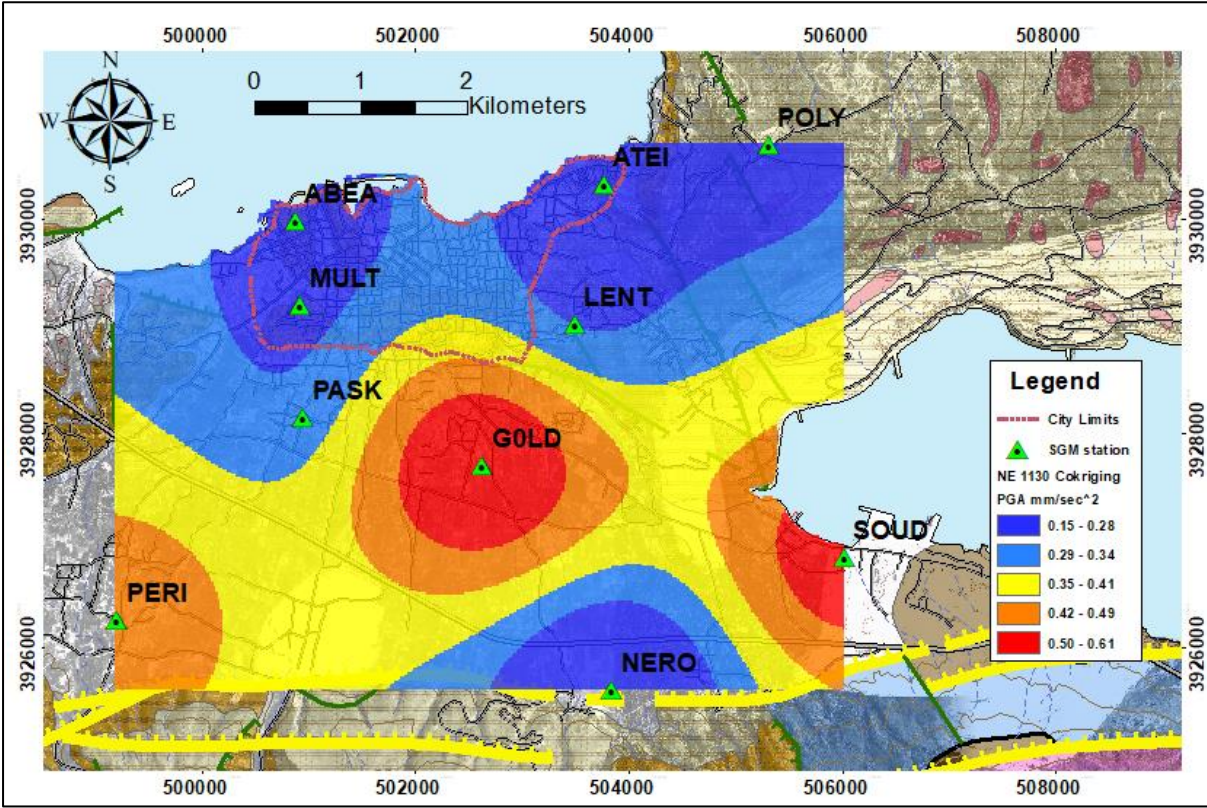 500000 502000 504000 506000 508000
N
W E
S
0 1 2
Kilometers
POLY
ATEI
ABEA
3930000 3930000
MULT
LENT
PASK
G0LD
3928000 3928000
SOUD
PERI
NERO
3926000 3926000
Legend
City Limits
SGM station
NE 1130 Cokriging
PGA mm/sec^2
0.15 - 0.28
0.29 - 0.34
0.35 - 0.41
0.42 - 0.49
0.50 - 0.61
500000 502000 504000 506000 508000